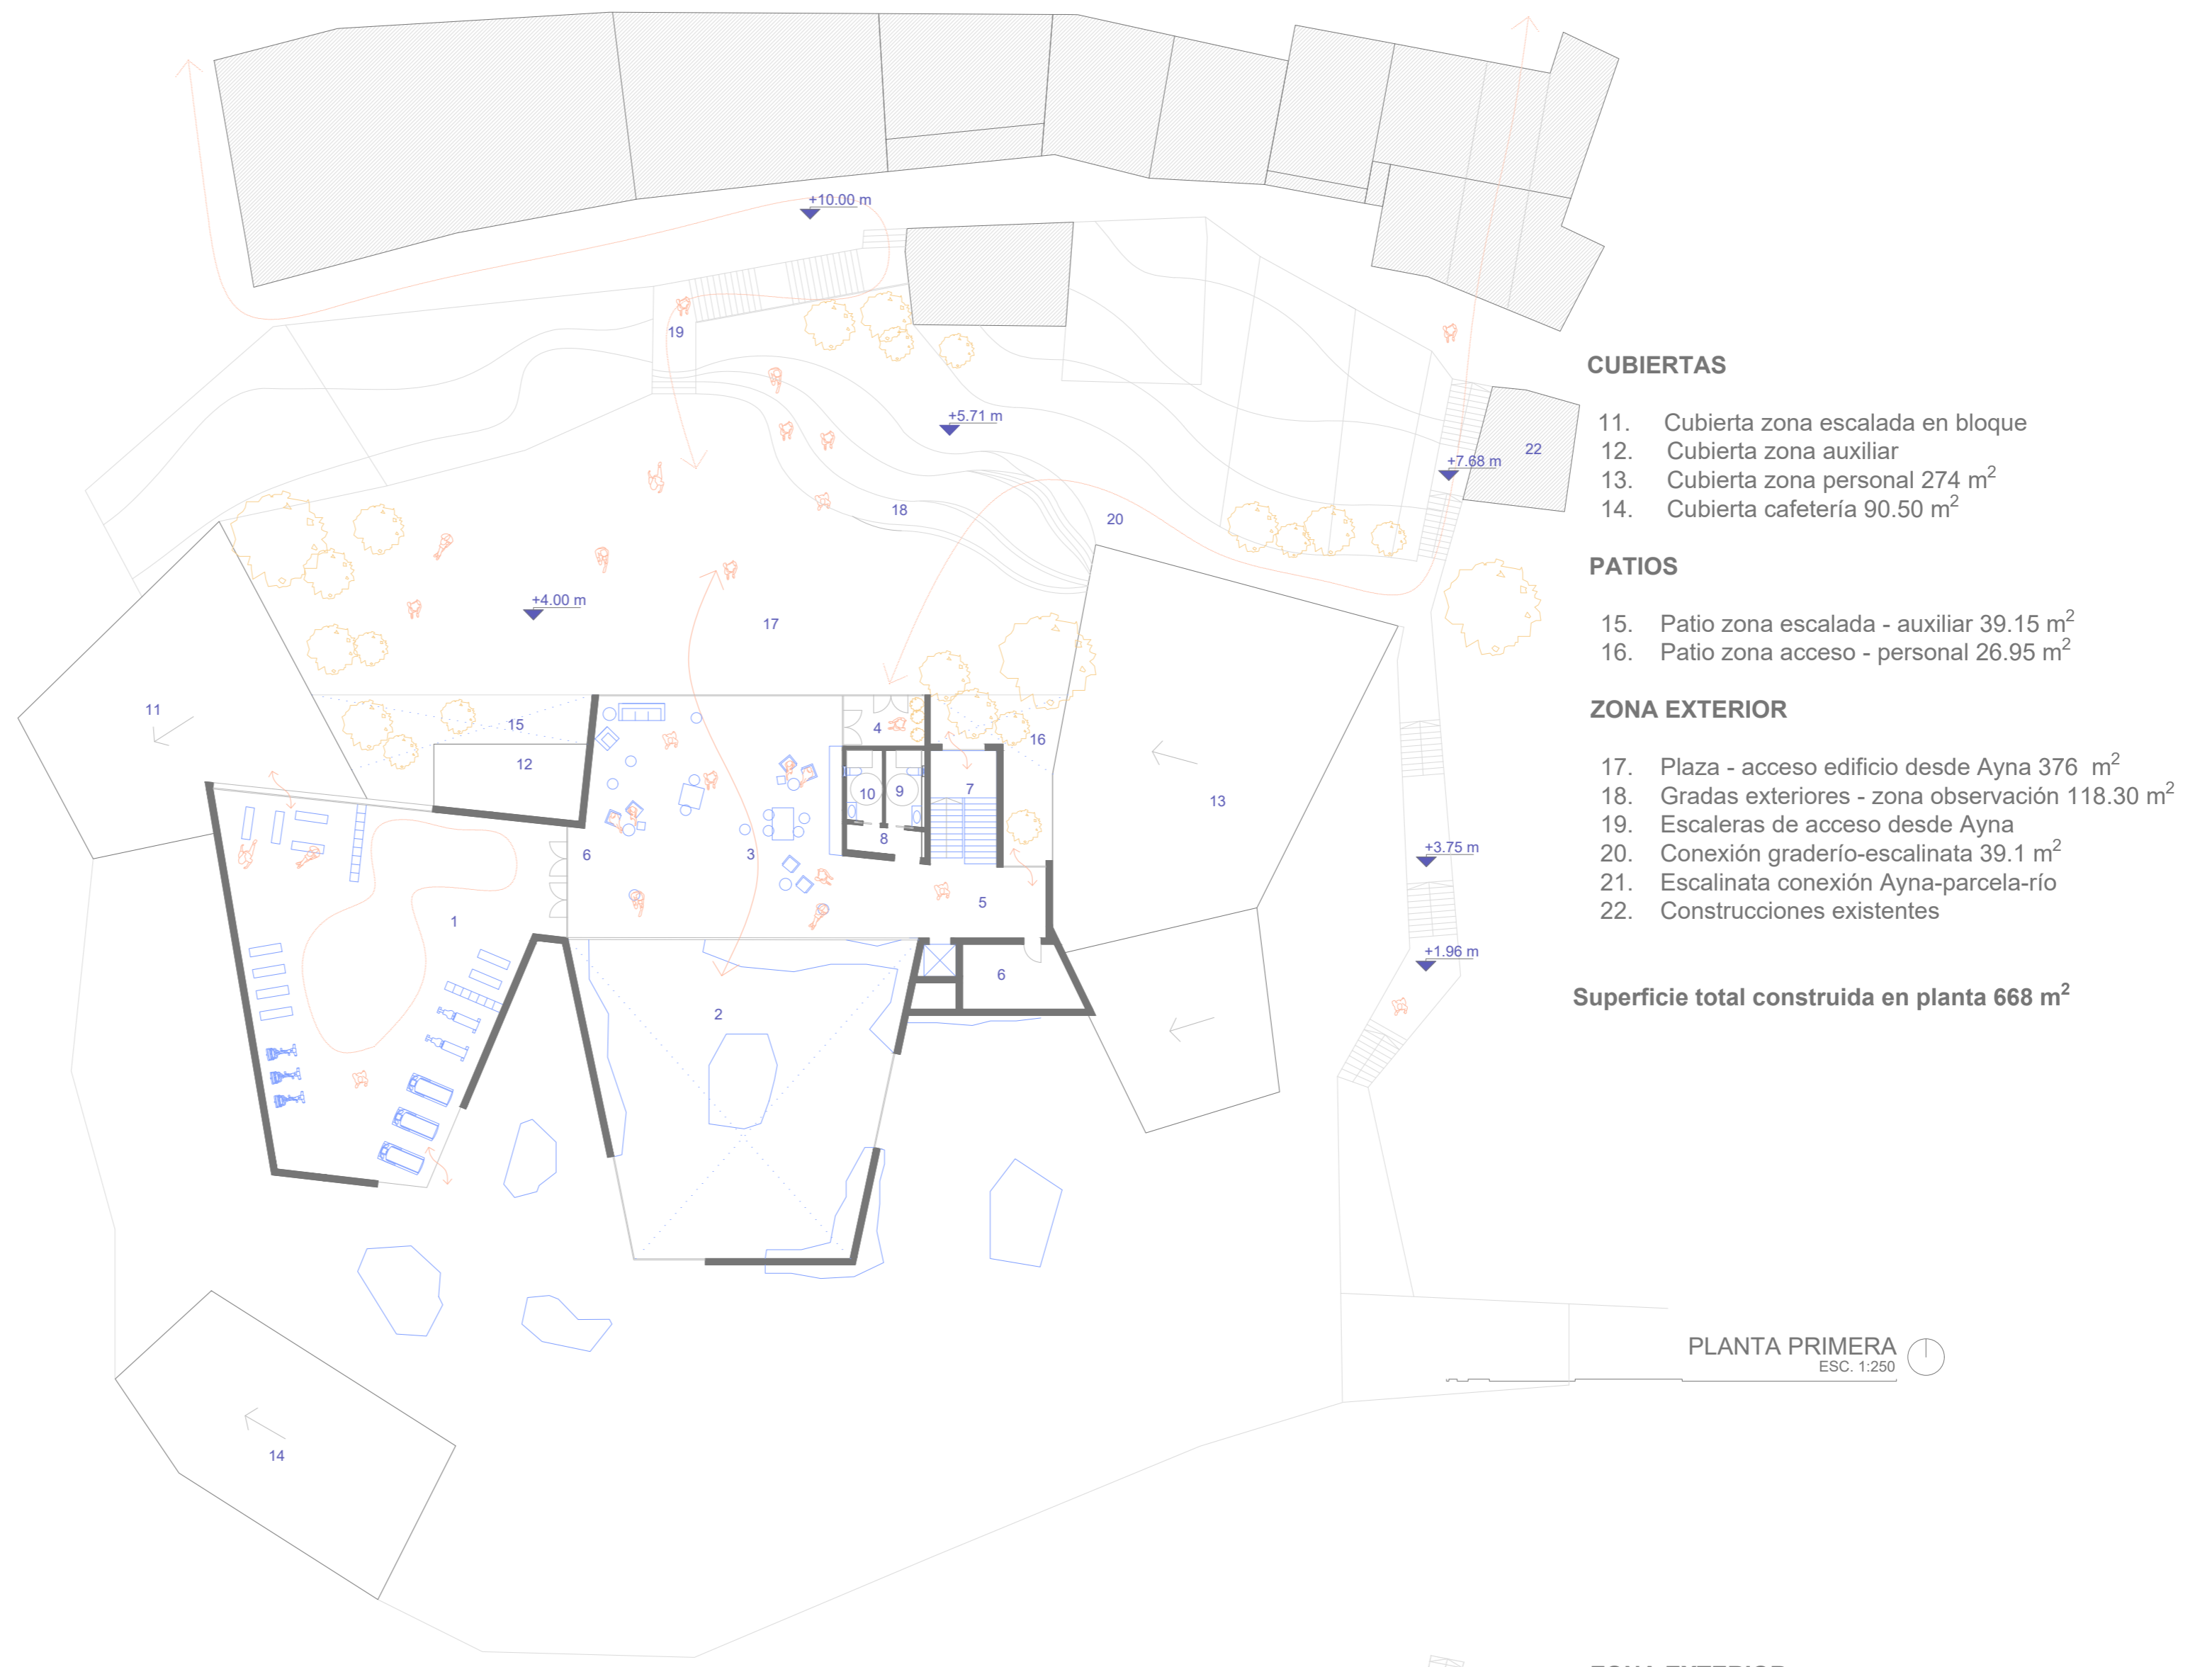 +10.00 m
19
+5.71 m
+7.68 m
22
18
20
+4.00 m
17
11
15
4
16
12
7
13
10
9
8
6
3
5
1
+3.75 m
+1.96 m
6
2
14
CUBIERTAS
11. Cubierta zona escalada en bloque
12. Cubierta zona auxiliar
13. Cubierta zona personal 274 m²
14. Cubierta cafetería 90.50 m²
PATIOS
15. Patio zona escalada - auxiliar 39.15 m²
16. Patio zona acceso - personal 26.95 m²
ZONA EXTERIOR
17. Plaza - acceso edificio desde Ayna 376 m²
18. Gradas exteriores - zona observación 118.30 m²
19. Escaleras de acceso desde Ayna
20. Conexión graderío-escalinata 39.1 m²
21. Escalinata conexión Ayna-parcela-río
22. Construcciones existentes
Superficie total construida en planta 668 m²
PLANTA PRIMERA
ESC. 1:250